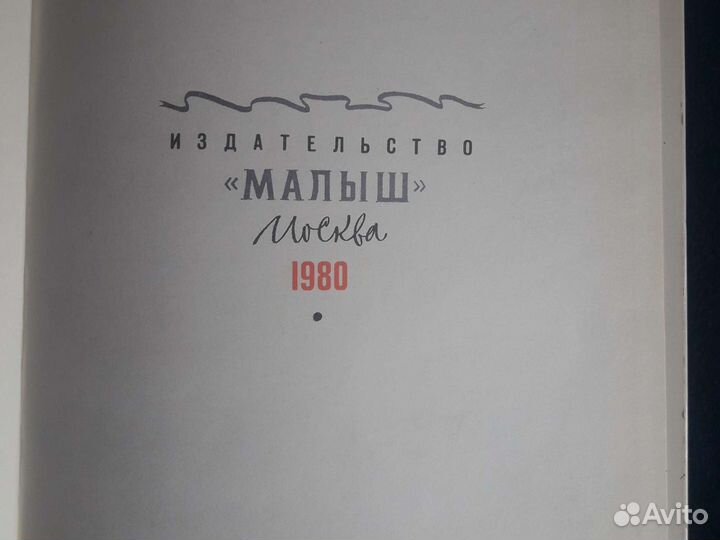 ИЗДАТЕЛЬСТВО
«МАЛЫШ»
Москва
1980
Avito